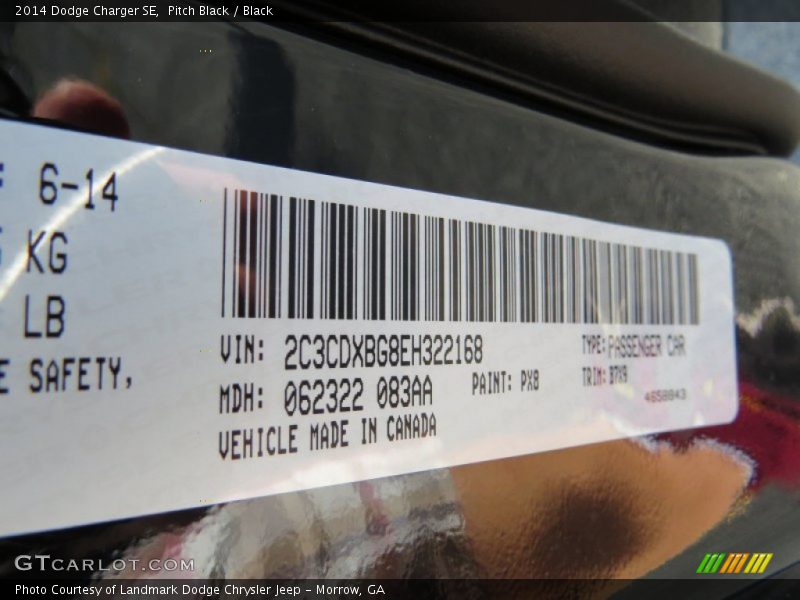 2014 Dodge Charger SE,  Pitch Black / Black
6-14
KG
LB
SAFETY,
VIN: 2C3CDXBG8EH322168
TYPE: PASSENGER CAR
MDH: 062322 083AA
PAINT: PX8
TRIM: B7X9
VEHICLE MADE IN CANADA
GTCARLOT.COM
Photo Courtesy of Landmark Dodge Chrysler Jeep - Morrow, GA